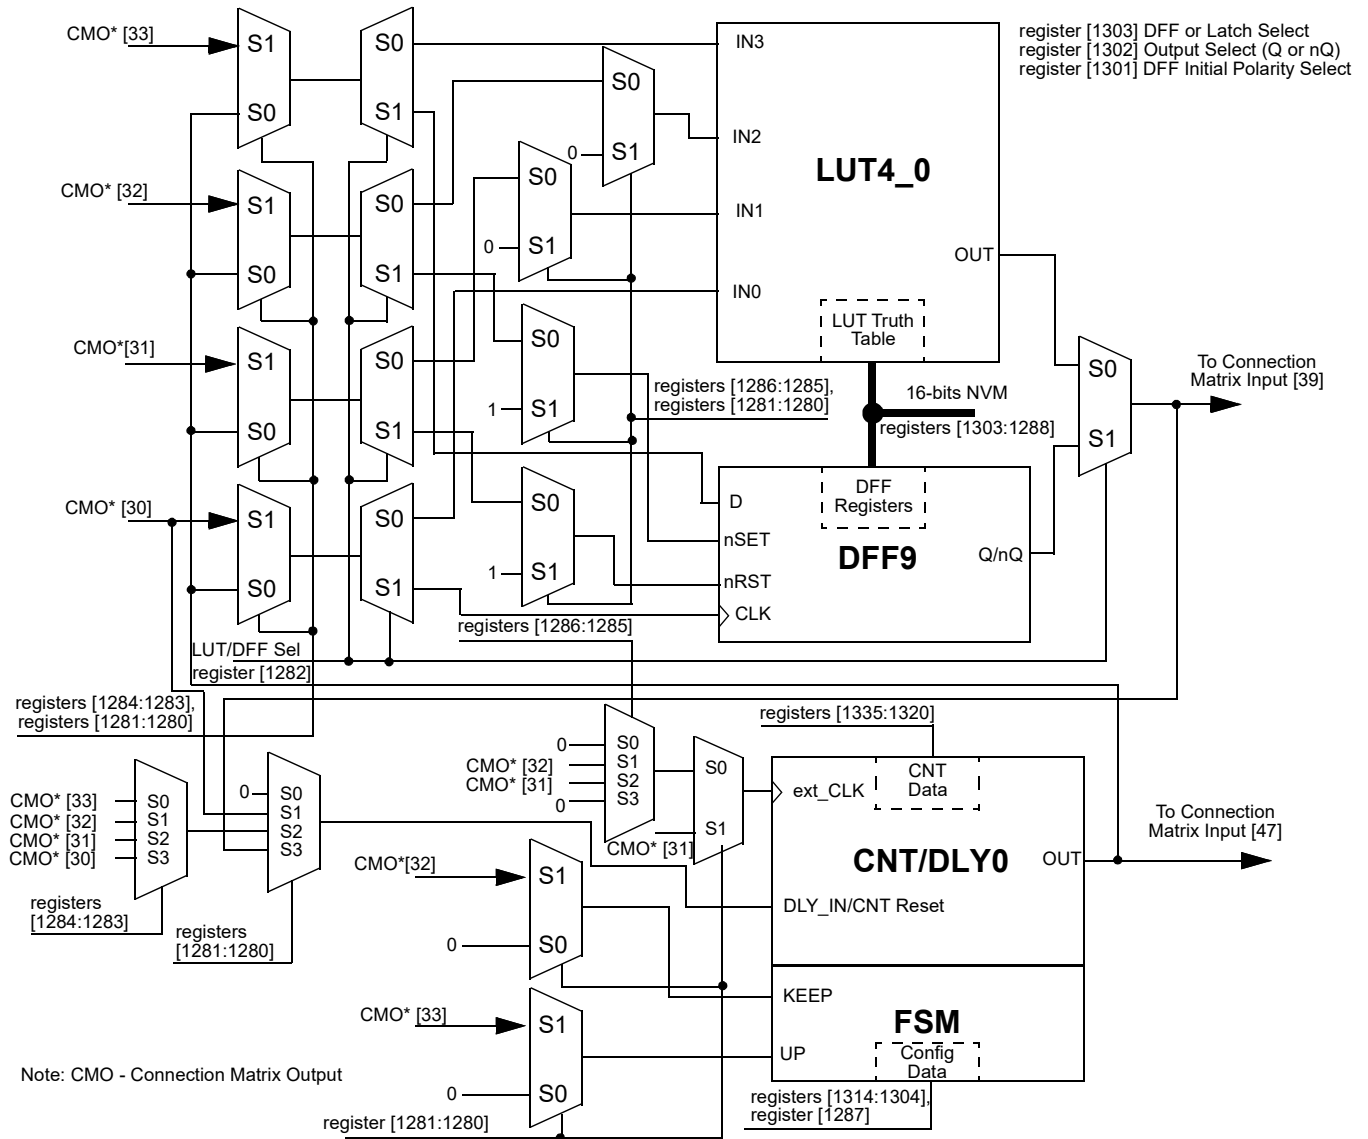 CMO* [33]
S1
S0
S0
S1
CMO* [32]
S1
S0
S0
S1
CMO*[31]
S1
S0
S0
S1
CMO* [30]
S1
S0
S0
S1
S0
0
S1
S0
0
S1
S0
1
S1
S0
1
S1
IN3
IN2
IN1
IN0
LUT4_0
OUT
LUT Truth
Table
register [1303] DFF or Latch Select
register [1302] Output Select (Q or nQ)
register [1301] DFF Initial Polarity Select
registers [1286:1285],
registers [1281:1280]
16-bits NVM
registers [1303:1288]
S0
S1
To Connection
Matrix Input [39]
DFF
Registers
D
nSET
nRST
CLK
DFF9
Q/nQ
LUT/DFF Sel
register [1282]
registers [1286:1285]
registers [1284:1283],
registers [1281:1280]
CMO* [33]
CMO* [32]
CMO* [31]
CMO* [30]
S0
S1
S2
S3
registers
[1284:1283]
0
S0
S1
S2
S3
registers
[1281:1280]
0
CMO* [32]
CMO* [31]
0
S0
S1
S2
S3
S0
S1
CMO* [31]
registers [1335:1320]
CNT
Data
ext_CLK
CNT/DLY0
OUT
DLY_IN/CNT Reset
To Connection
Matrix Input [47]
CMO*[32]
S1
0
S0
CMO* [33]
S1
0
S0
register [1281:1280]
KEEP
FSM
UP
Config
Data
registers [1314:1304],
register [1287]
Note: CMO - Connection Matrix Output